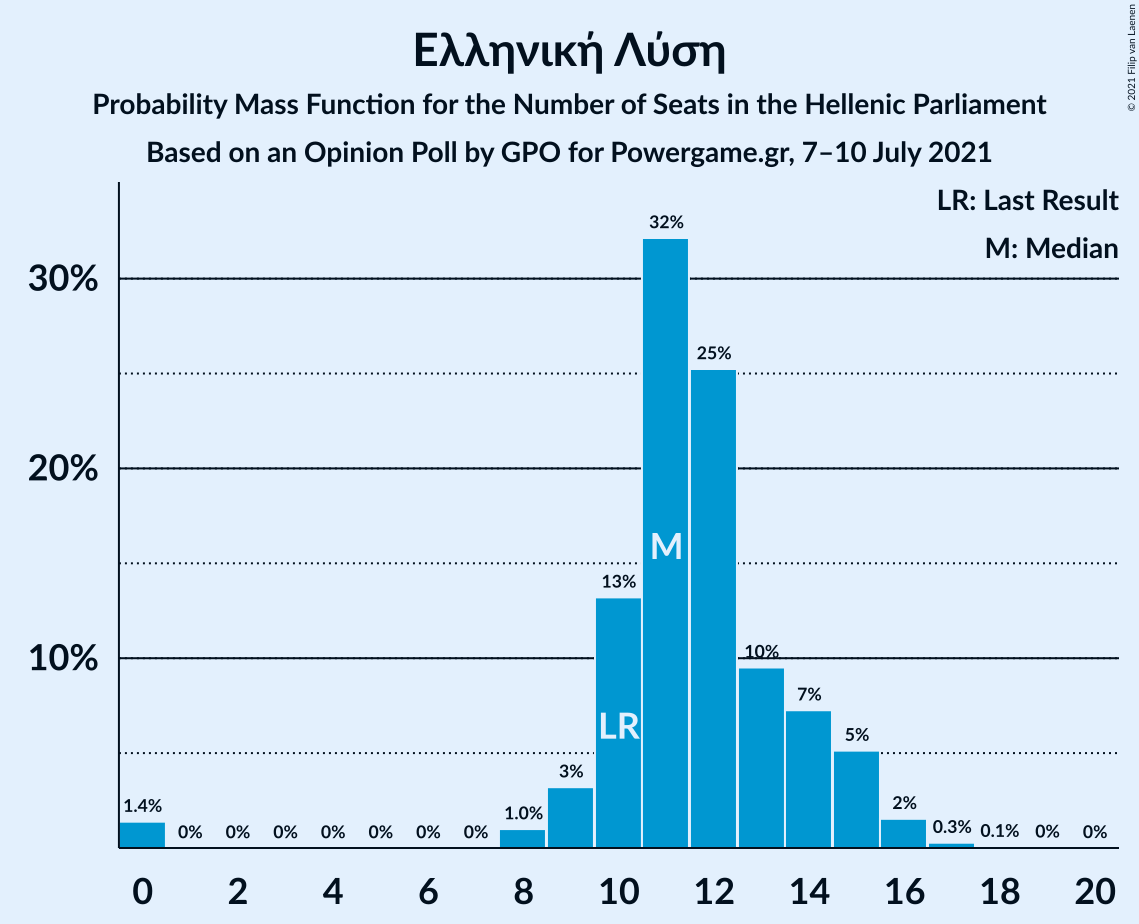 Ελληνική Λύση
Probability Mass Function for the Number of Seats in the Hellenic Parliament
Based on an Opinion Poll by GPO for Powergame.gr, 7–10 July 2021
© 2021 Filip van Laenen
LR: Last Result
M: Median
30%
20%
10%
1.4%
0%
0%
0%
0%
0%
0%
0%
1.0%
3%
13%
32%
25%
10%
7%
5%
2%
0.3%
0.1%
0%
0%
LR
M
0 2 4 6 8 10 12 14 16 18 20